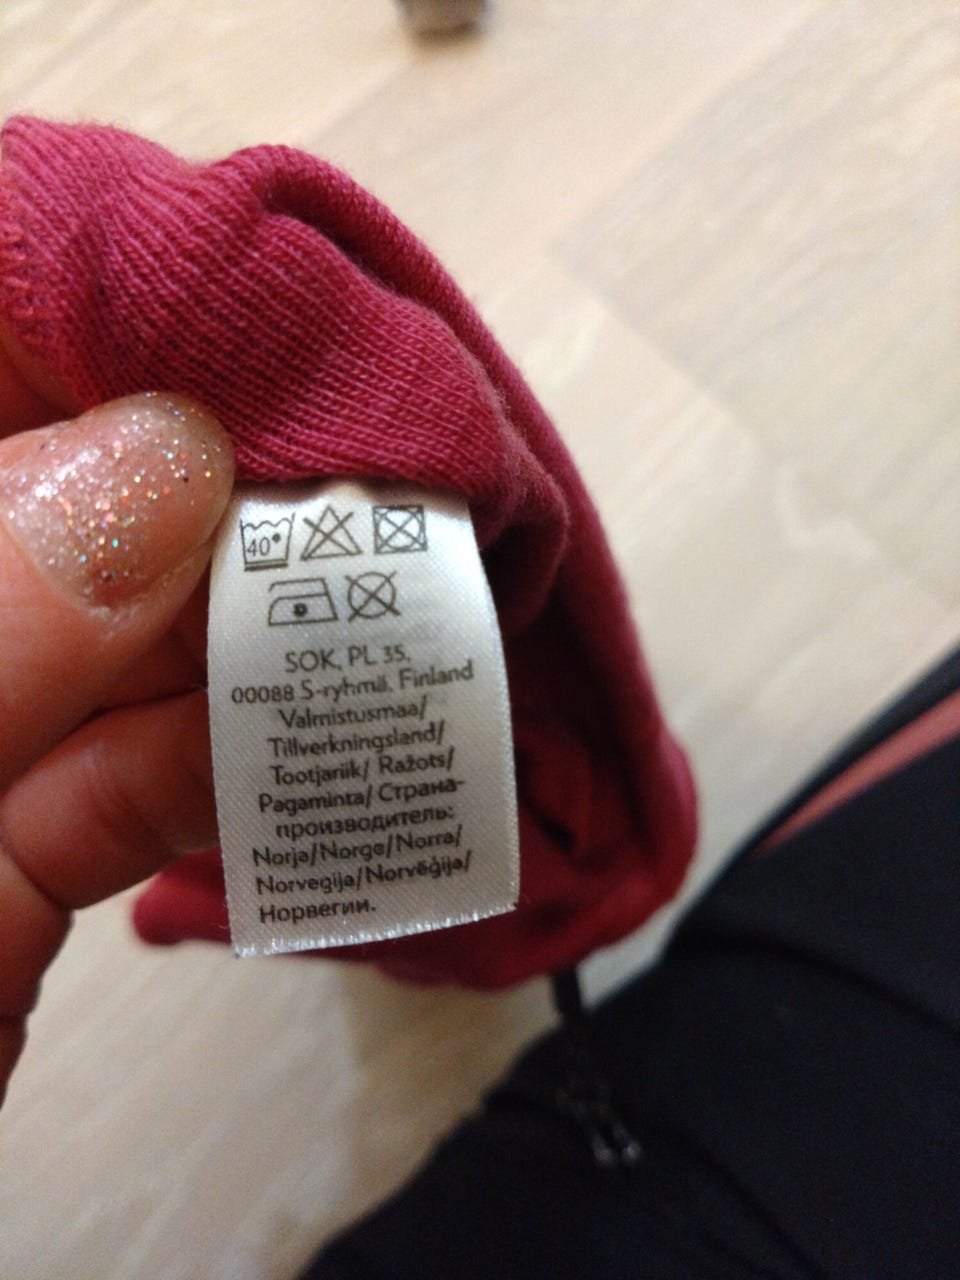 40°
SOK, PL 35,
00088 S-ryhmä, Finland
Valmistusmaa/
Tillverkningsland/
Tootjariik/ Ražots/
Pagaminta/ Страна-
производитель:
Norja/Norge/Norra/
Norvegija/Norvēģija/
Норвегии.